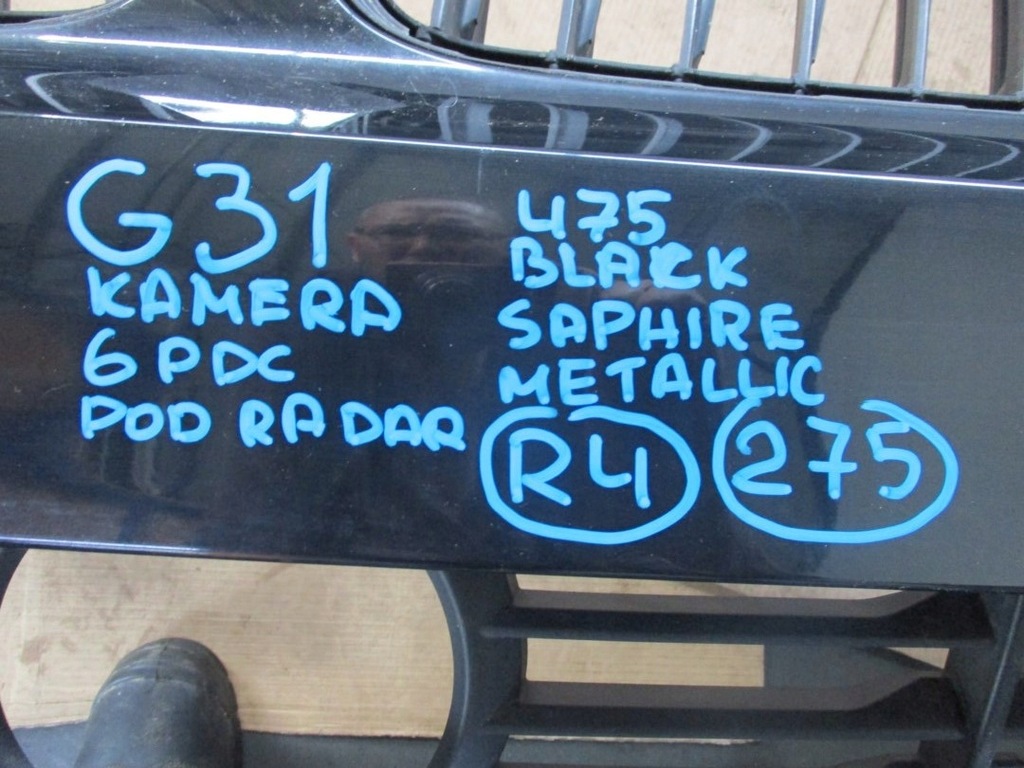 G31
KAMERA
6 PDC
POD RADAR
475
BLACK
SAPHIRE
METALLIC
R4 275